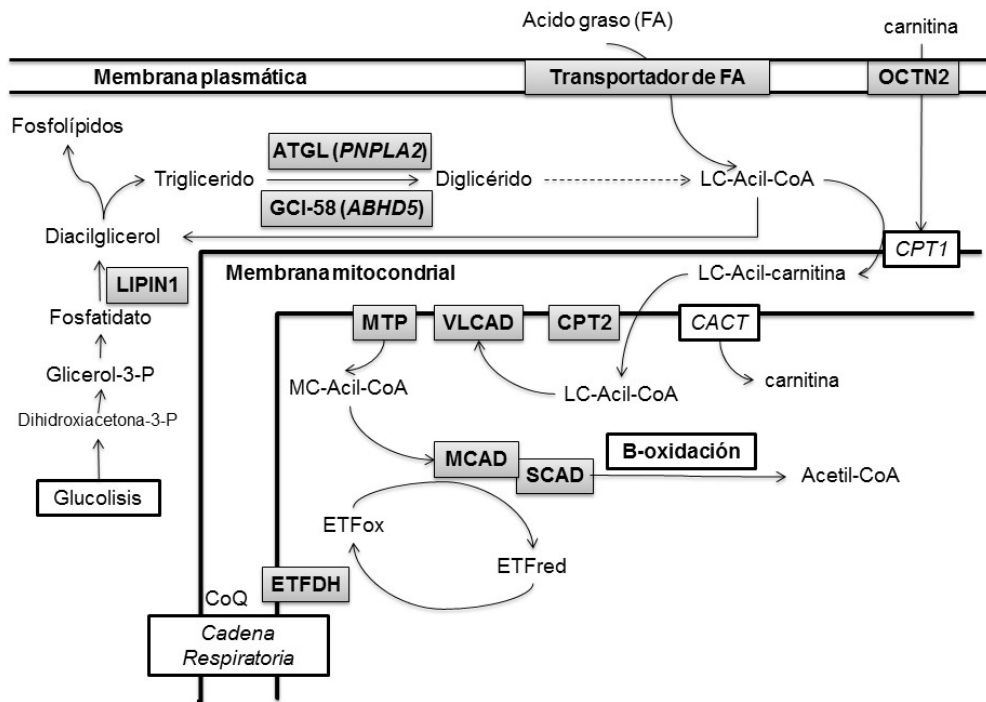 Acido graso (FA)
carnitina
Membrana plasmática
Transportador de FA
OCTN2
Fosfolípidos
ATGL (PNPLA2)
Triglicerido
Diglicérido
LC-Acil-CoA
GCI-58 (ABHD5)
Diacilglicerol
CPT1
Membrana mitocondrial
LC-Acil-carnitina
LIPIN1
Fosfatidato
MTP
VLCAD
CPT2
CACT
Glicerol-3-P
MC-Acil-CoA
LC-Acil-CoA
carnitina
Dihidroxiacetona-3-P
MCAD
B-oxidación
SCAD
Acetil-CoA
Glucolisis
ETFox
ETFred
ETFDH
CoQ
Cadena
Respiratoria